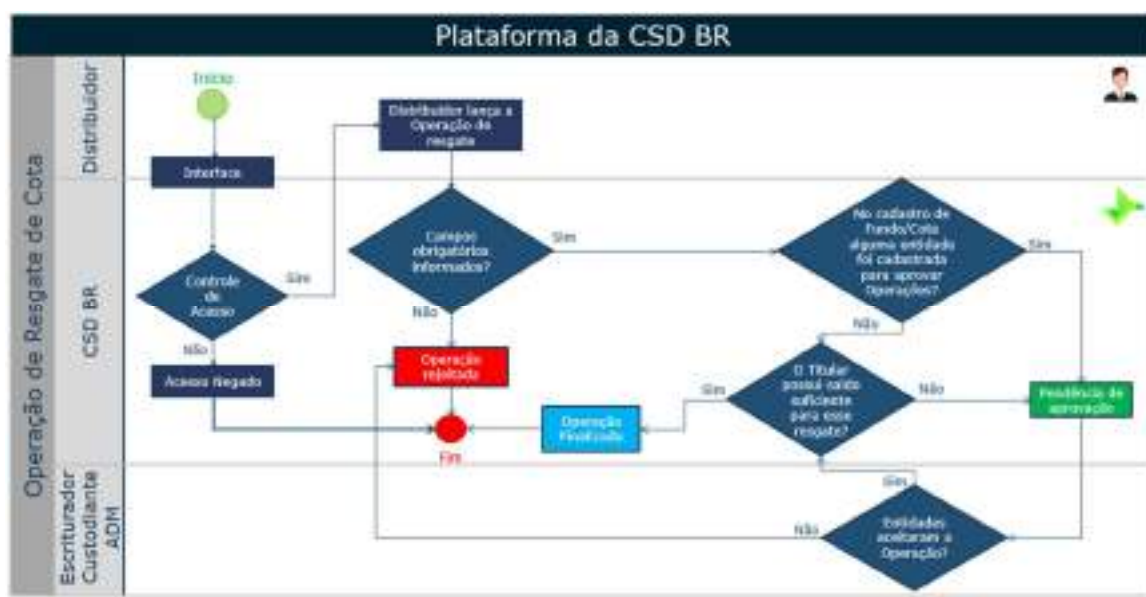 Plataforma da CSD BR
Operação de Resgate de Cota
Distribuidor
CSD BR
Escriturador
Custodiante
ADM
Início
Interface
Distribuidor lança a
Operação de
resgate
Controle
de
Acesso
Sim
Não
Acesso Negado
Campos
obrigatórios
informados?
Sim
Não
Operação
rejeitada
Fim
No cadastro de
Fundo/Cota
alguma entidade
foi cadastrada
para aprovar
Operações?
Sim
Não
O Titular
possui saldo
suficiente
para esse
resgate?
Sim
Não
Operação
Finalizada
Pendência de
aprovação
Entidades
aceitaram a
Operação?
Sim
Não